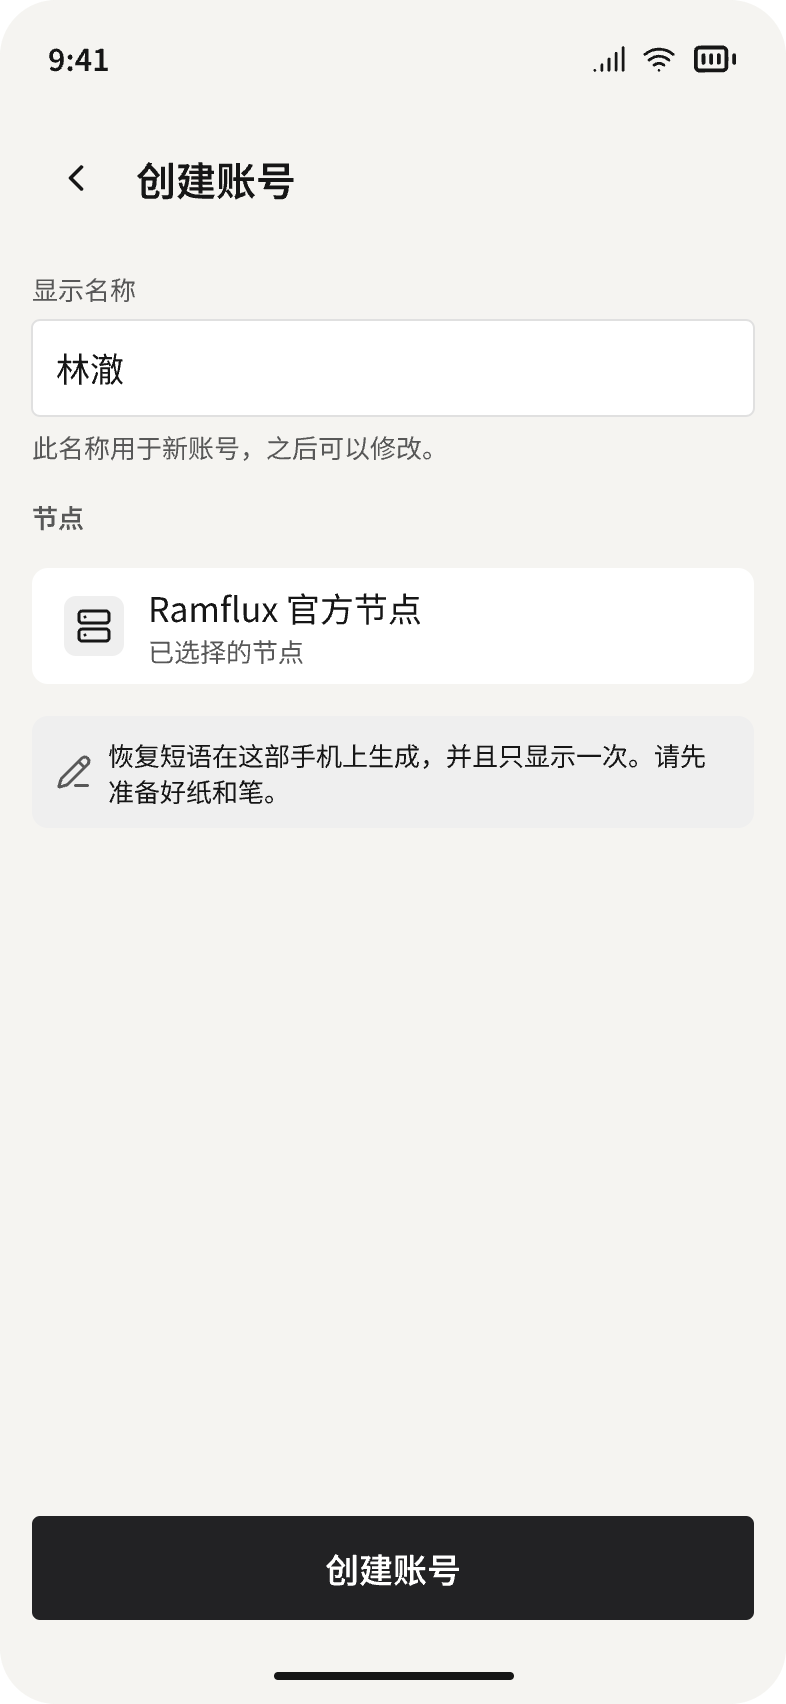 9:41
创建账号
显示名称
林澈
此名称用于新账号，之后可以修改。
节点
Ramflux 官方节点
已选择的节点
恢复短语在这部手机上生成，并且只显示一次。请先
准备好纸和笔。
创建账号